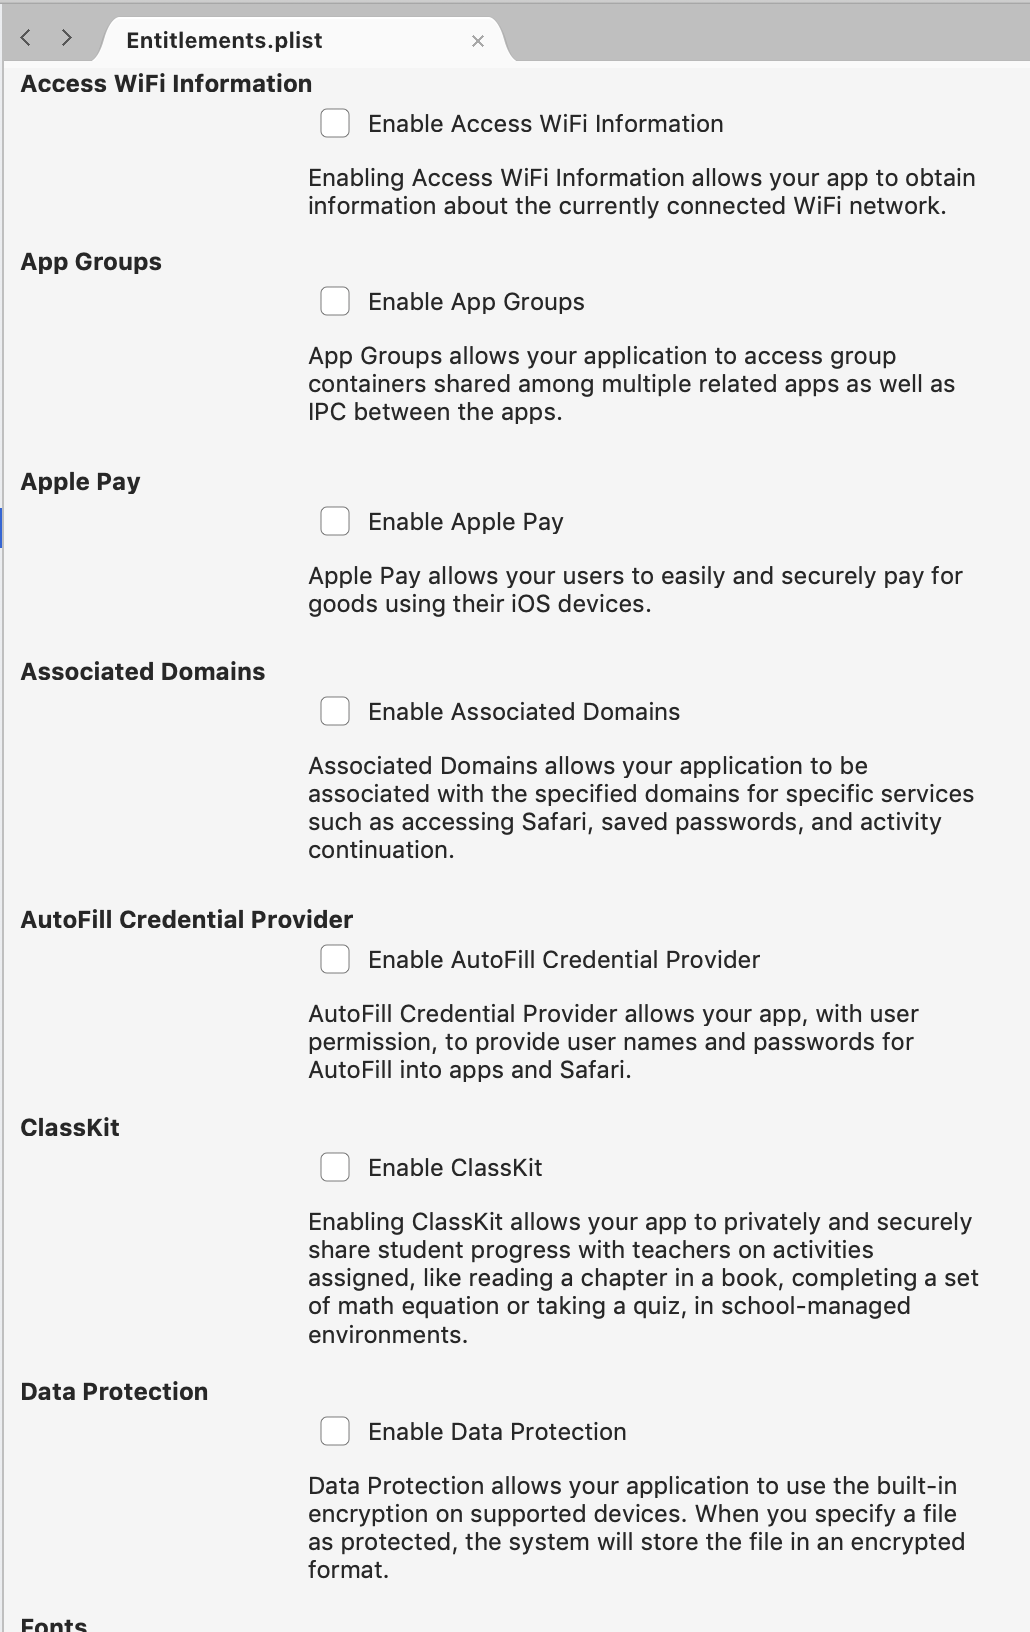 Entitlements.plist
Access WiFi Information
Enable Access WiFi Information
Enabling Access WiFi Information allows your app to obtain
information about the currently connected WiFi network.
App Groups
Enable App Groups
App Groups allows your application to access group
containers shared among multiple related apps as well as
IPC between the apps.
Apple Pay
Enable Apple Pay
Apple Pay allows your users to easily and securely pay for
goods using their iOS devices.
Associated Domains
Enable Associated Domains
Associated Domains allows your application to be
associated with the specified domains for specific services
such as accessing Safari, saved passwords, and activity
continuation.
AutoFill Credential Provider
Enable AutoFill Credential Provider
AutoFill Credential Provider allows your app, with user
permission, to provide user names and passwords for
AutoFill into apps and Safari.
ClassKit
Enable ClassKit
Enabling ClassKit allows your app to privately and securely
share student progress with teachers on activities
assigned, like reading a chapter in a book, completing a set
of math equation or taking a quiz, in school-managed
environments.
Data Protection
Enable Data Protection
Data Protection allows your application to use the built-in
encryption on supported devices. When you specify a file
as protected, the system will store the file in an encrypted
format.
Fonts